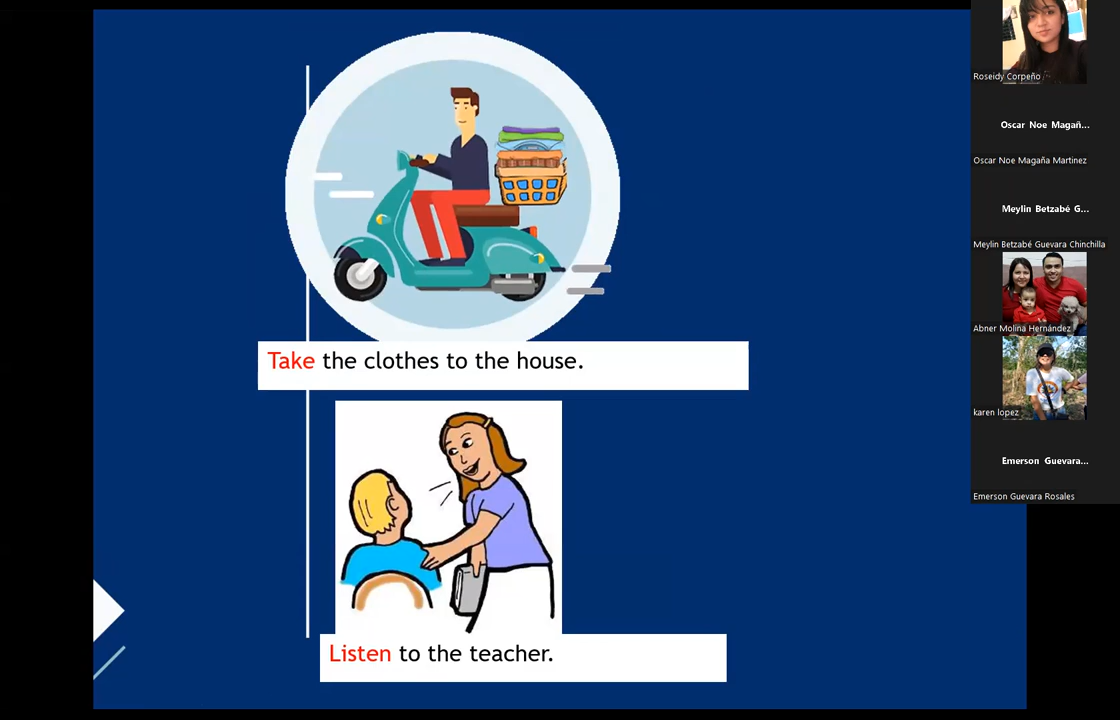 Take the clothes to the house.
Listen to the teacher.
Roseidy Corpeño
Oscar Noe Magañ...
Oscar Noe Magaña Martinez
Meylin Betzabé G...
Meylin Betzabé Guevara Chinchilla
Abner Molina Hernández
karen lopez
Emerson Guevara...
Emerson Guevara Rosales